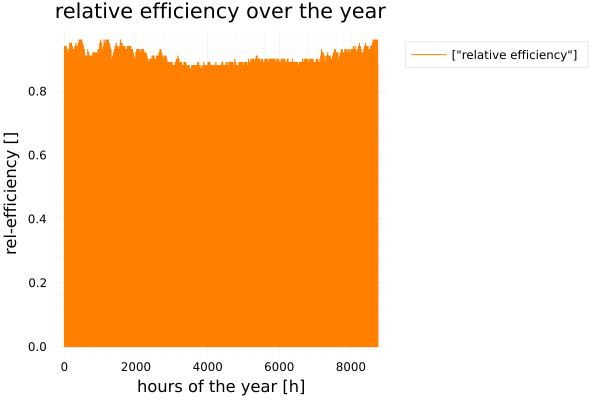 relative efficiency over the year
["relative efficiency"]
rel-efficiency []
0.8
0.6
0.4
0.2
0.0
0 2000 4000 6000 8000
hours of the year [h]